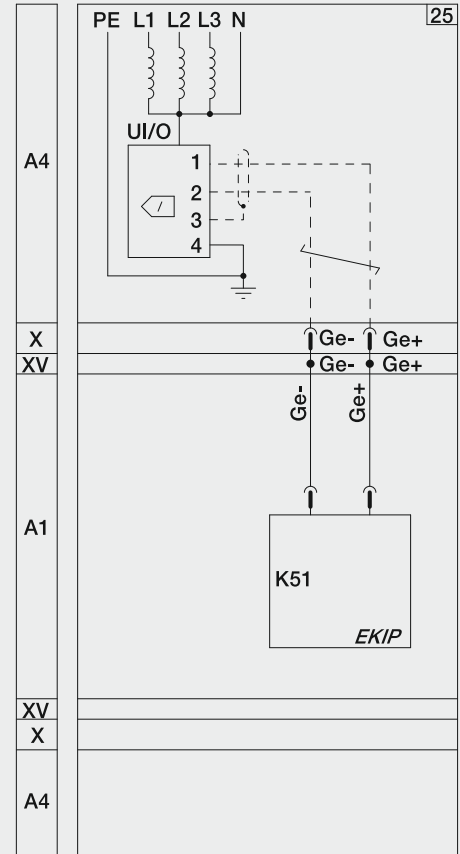 25
PE L1 L2 L3 N
UI/O
A4
1
2
3
4
X
Ge- Ge+
XV
Ge- Ge+
Ge-
Ge+
A1
K51
EKIP
XV
X
A4